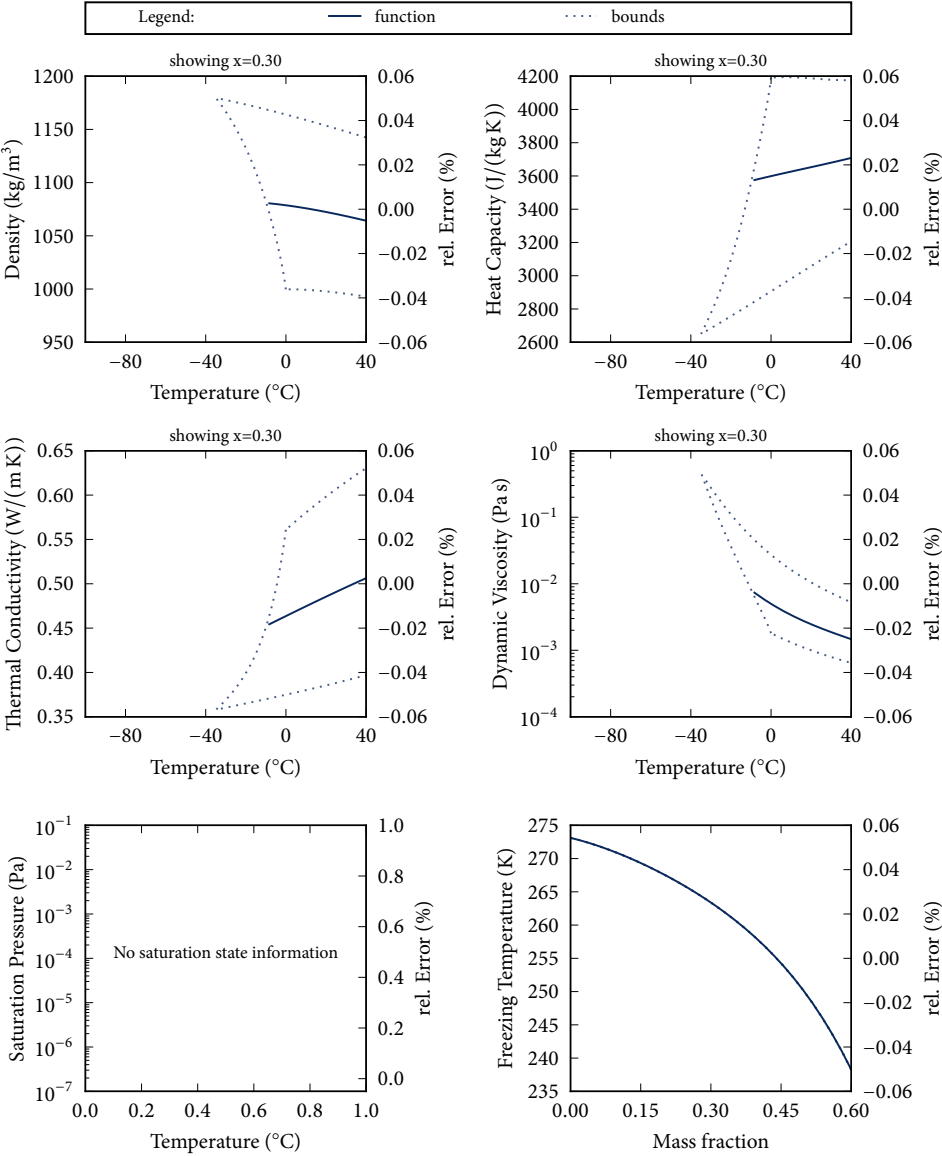 Legend: function bounds
showing x=0.30
Density (kg/m³)
1200
1150
1100
1050
1000
950
−80 −40 0 40
Temperature (°C)
0.06
0.04
0.02
0.00
−0.02
−0.04
−0.06
rel. Error (%)
showing x=0.30
Heat Capacity (J/(kg K))
4200
4000
3800
3600
3400
3200
3000
2800
2600
−80 −40 0 40
Temperature (°C)
0.06
0.04
0.02
0.00
−0.02
−0.04
−0.06
rel. Error (%)
showing x=0.30
Thermal Conductivity (W/(m K))
0.65
0.60
0.55
0.50
0.45
0.40
0.35
−80 −40 0 40
Temperature (°C)
0.06
0.04
0.02
0.00
−0.02
−0.04
−0.06
rel. Error (%)
showing x=0.30
Dynamic Viscosity (Pa s)
10⁰
10⁻¹
10⁻²
10⁻³
10⁻⁴
−80 −40 0 40
Temperature (°C)
0.06
0.04
0.02
0.00
−0.02
−0.04
−0.06
rel. Error (%)
Saturation Pressure (Pa)
10⁻¹
10⁻²
10⁻³
10⁻⁴
10⁻⁵
10⁻⁶
10⁻⁷
No saturation state information
0.0 0.2 0.4 0.6 0.8 1.0
Temperature (°C)
1.0
0.8
0.6
0.4
0.2
0.0
rel. Error (%)
Freezing Temperature (K)
275
270
265
260
255
250
245
240
235
0.00 0.15 0.30 0.45 0.60
Mass fraction
0.06
0.04
0.02
0.00
−0.02
−0.04
−0.06
rel. Error (%)